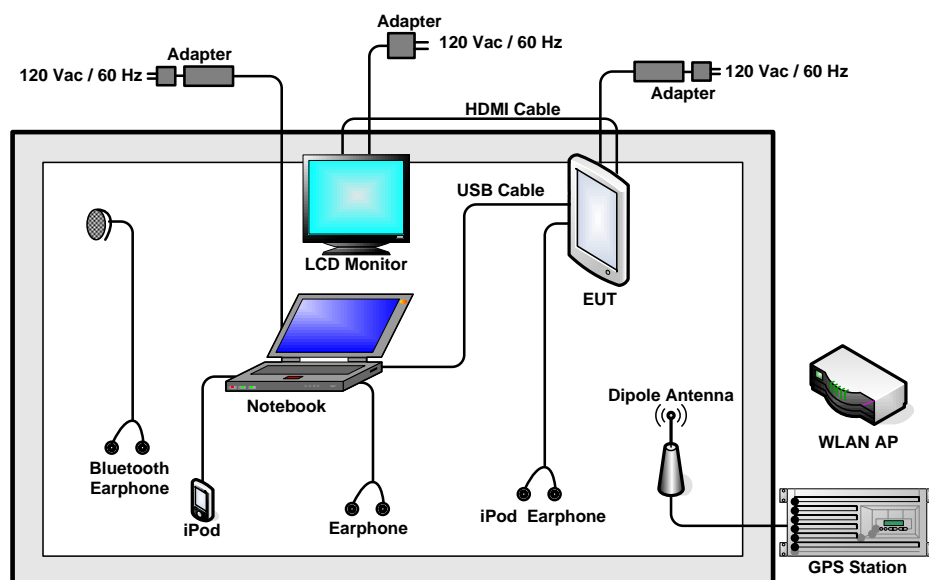 Adapter
120 Vac / 60 Hz
Adapter
120 Vac / 60 Hz
120 Vac / 60 Hz
Adapter
HDMI Cable
USB Cable
LCD Monitor
EUT
Notebook
Dipole Antenna
WLAN AP
Bluetooth
Earphone
iPod
Earphone
iPod Earphone
GPS Station